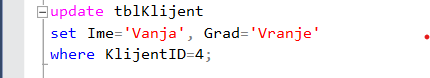 update tblKlijent
set Ime='Vanja', Grad='Vranje'
where KlijentID=4;